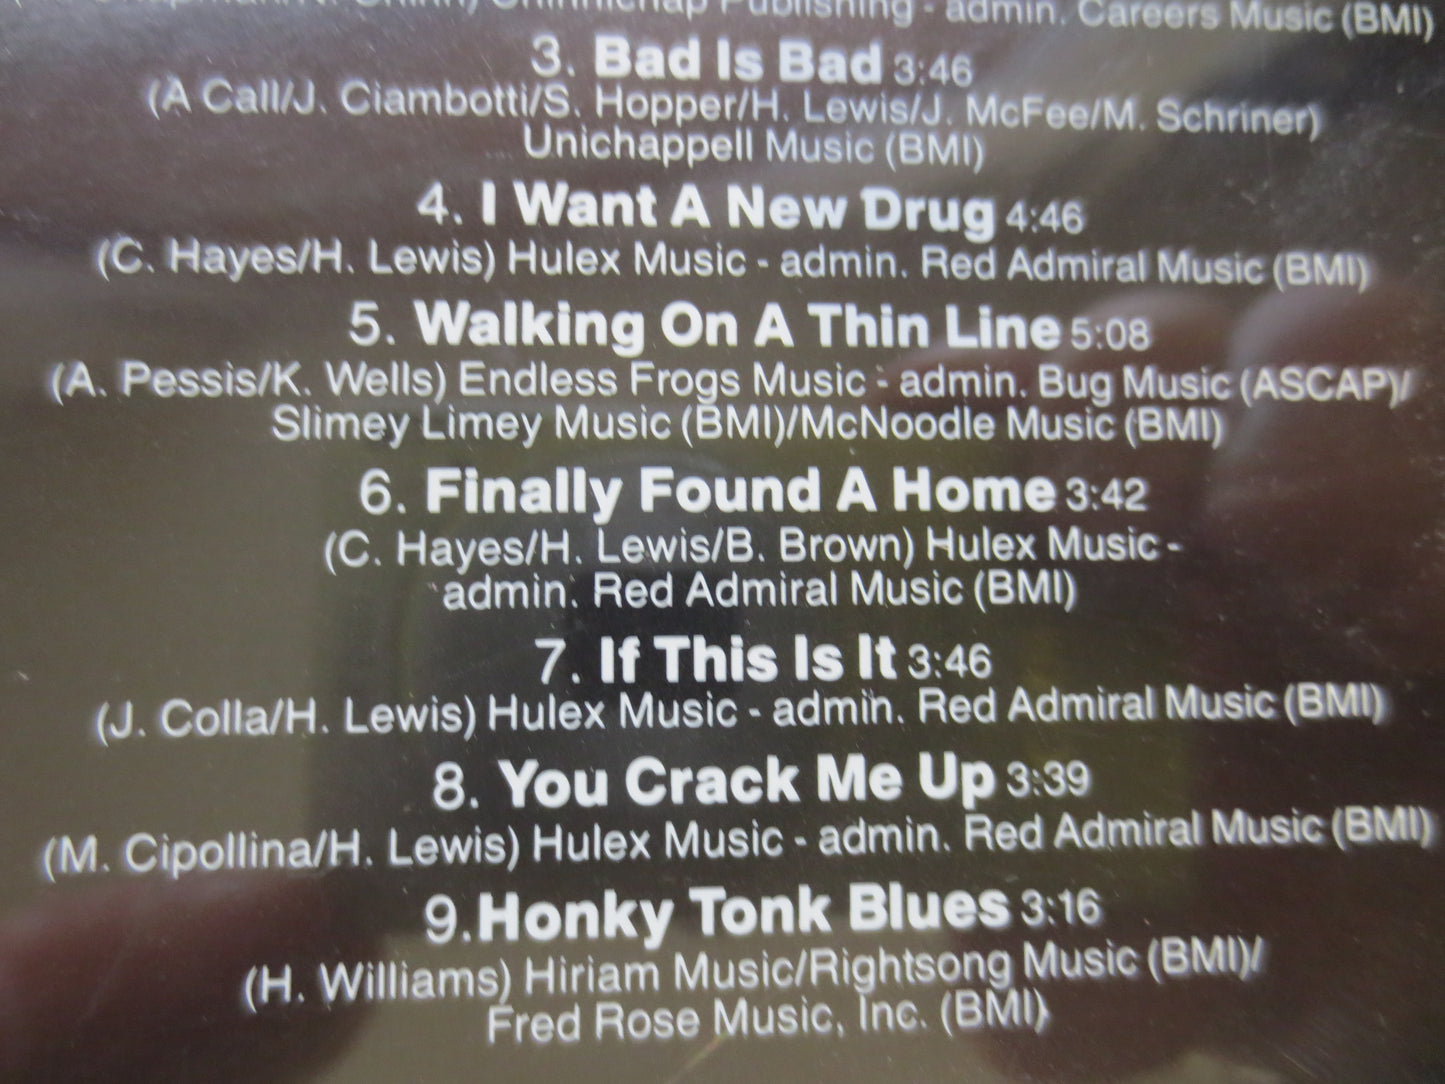 Publishing - admin. Careers Music (BMI)
3. Bad Is Bad 3:46
(A Call/J. Ciambotti/S. Hopper/H. Lewis/J. McFee/M. Schriner)
Unichappell Music (BMI)
4. I Want A New Drug 4:46
(C. Hayes/H. Lewis) Hulex Music - admin. Red Admiral Music (BMI)
5. Walking On A Thin Line 5:08
(A. Pessis/K. Wells) Endless Frogs Music - admin. Bug Music (ASCAP)/
Slimey Limey Music (BMI)/McNoodle Music (BMI)
6. Finally Found A Home 3:42
(C. Hayes/H. Lewis/B. Brown) Hulex Music -
admin. Red Admiral Music (BMI)
7. If This Is It 3:46
(J. Colla/H. Lewis) Hulex Music - admin. Red Admiral Music (BMI)
8. You Crack Me Up 3:39
(M. Cipollina/H. Lewis) Hulex Music - admin. Red Admiral Music (BMI)
9. Honky Tonk Blues 3:16
(H. Williams) Hiriam Music/Rightsong Music (BMI)/
Fred Rose Music, Inc. (BMI)